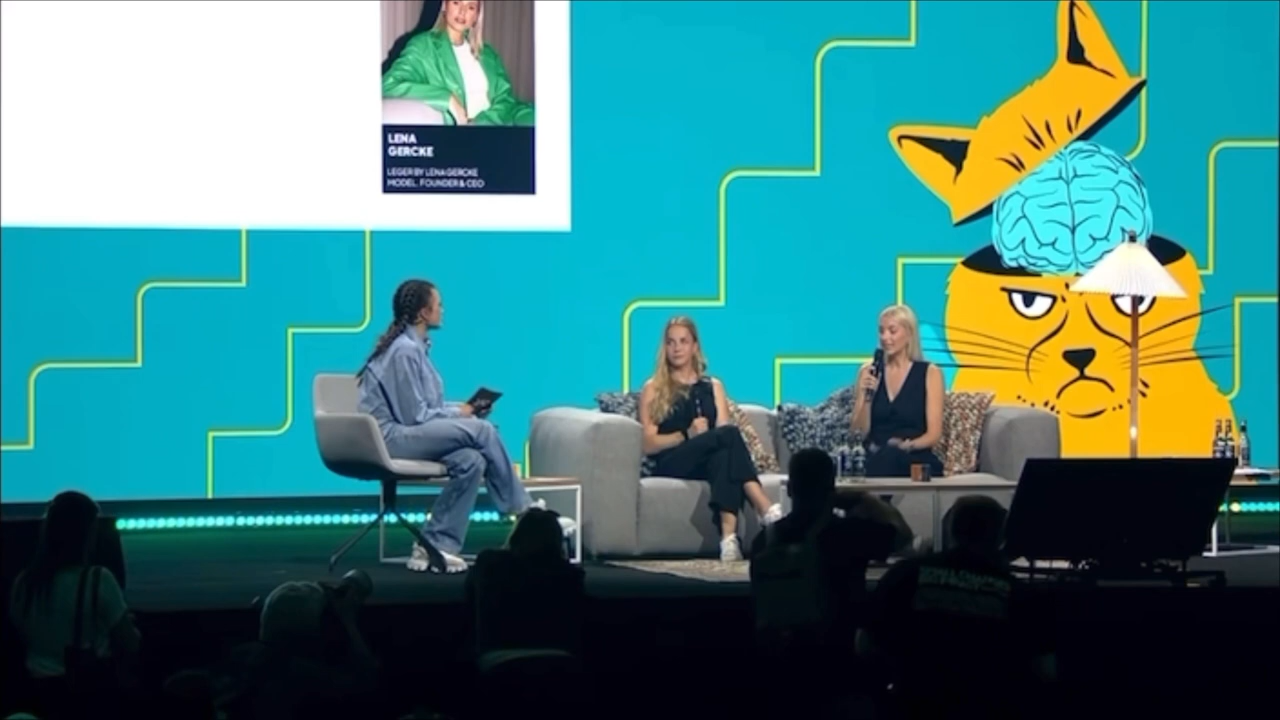 LENA
GERCKE
LEGER BY LENA GERCKE
MODEL, FOUNDER & CEO